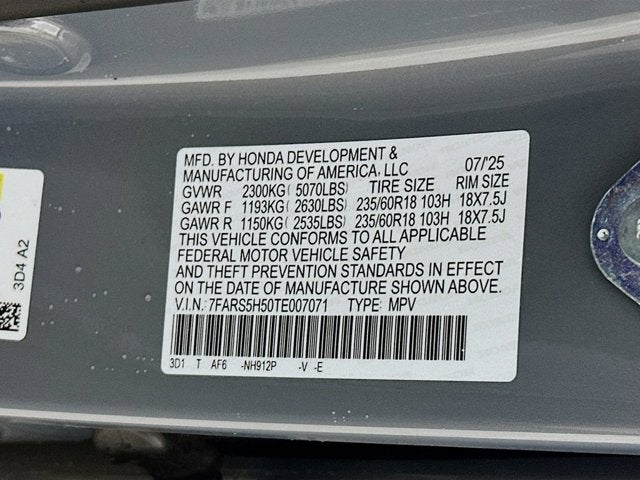 MFD. BY HONDA DEVELOPMENT &
MANUFACTURING OF AMERICA, LLC 07/'25
GVWR 2300KG( 5070LBS) TIRE SIZE RIM SIZE
GAWR F 1193KG( 2630LBS) 235/60R18 103H 18X7.5J
GAWR R 1150KG( 2535LBS) 235/60R18 103H 18X7.5J
THIS VEHICLE CONFORMS TO ALL APPLICABLE
FEDERAL MOTOR VEHICLE SAFETY
AND THEFT PREVENTION STANDARDS IN EFFECT
ON THE DATE OF MANUFACTURE SHOWN ABOVE.
V.I.N.: 7FARS5H50TE007071 TYPE: MPV
3D1 T AF6 -NH912P -V -E
3D4 A2